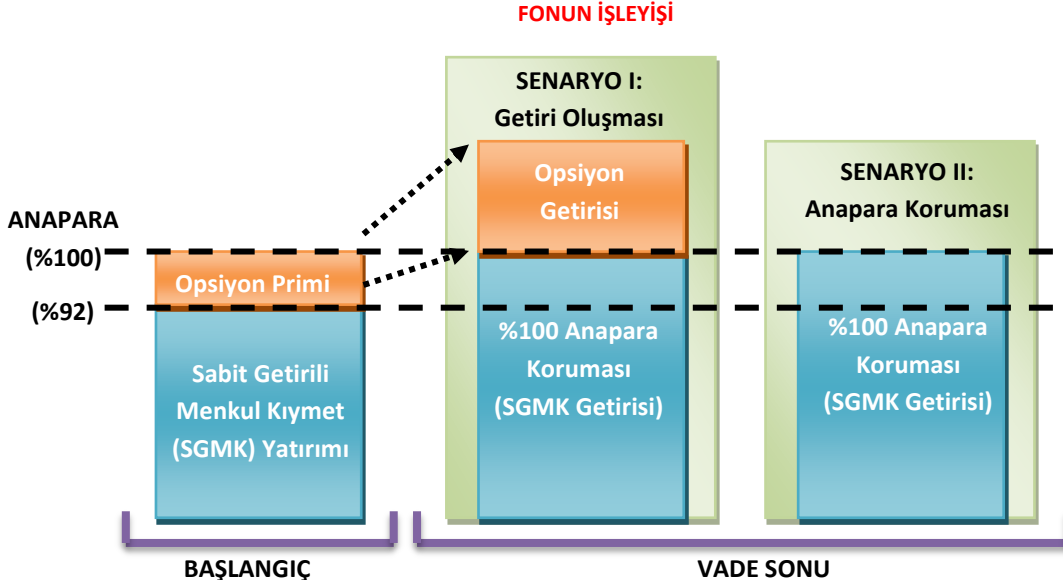 FONUN İŞLEYİŞİ
SENARYO I:
Getiri Oluşması
Opsiyon
Getirisi
SENARYO II:
Anapara Koruması
ANAPARA
(%100)
(%92)
Opsiyon Primi
Sabit Getirili
Menkul Kıymet
(SGMK) Yatırımı
%100 Anapara
Koruması
(SGMK Getirisi)
%100 Anapara
Koruması
(SGMK Getirisi)
BAŞLANGIÇ
VADE SONU